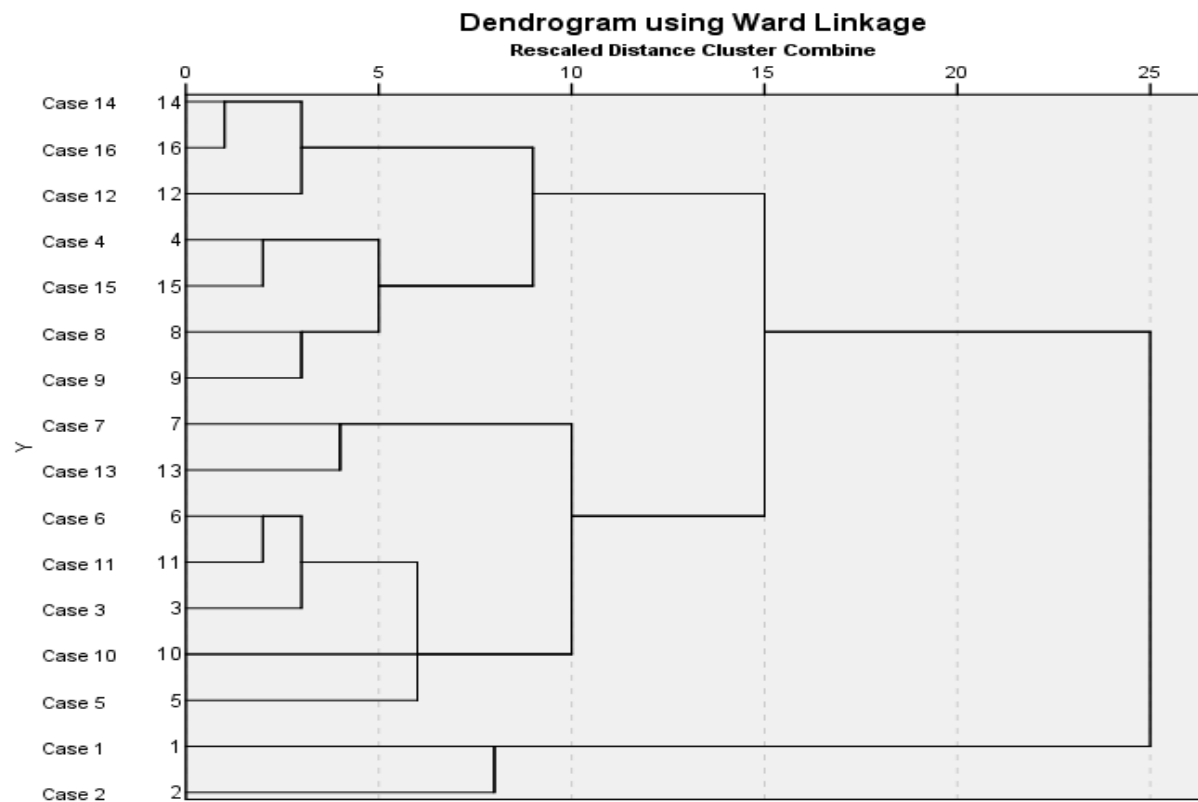 Dendrogram using Ward Linkage
Rescaled Distance Cluster Combine
0 5 10 15 20 25
Case 14 14
Case 16 16
Case 12 12
Case 4 4
Case 15 15
Case 8 8
Case 9 9
Case 7 7
Y
Case 13 13
Case 6 6
Case 11 11
Case 3 3
Case 10 10
Case 5 5
Case 1 1
Case 2 2